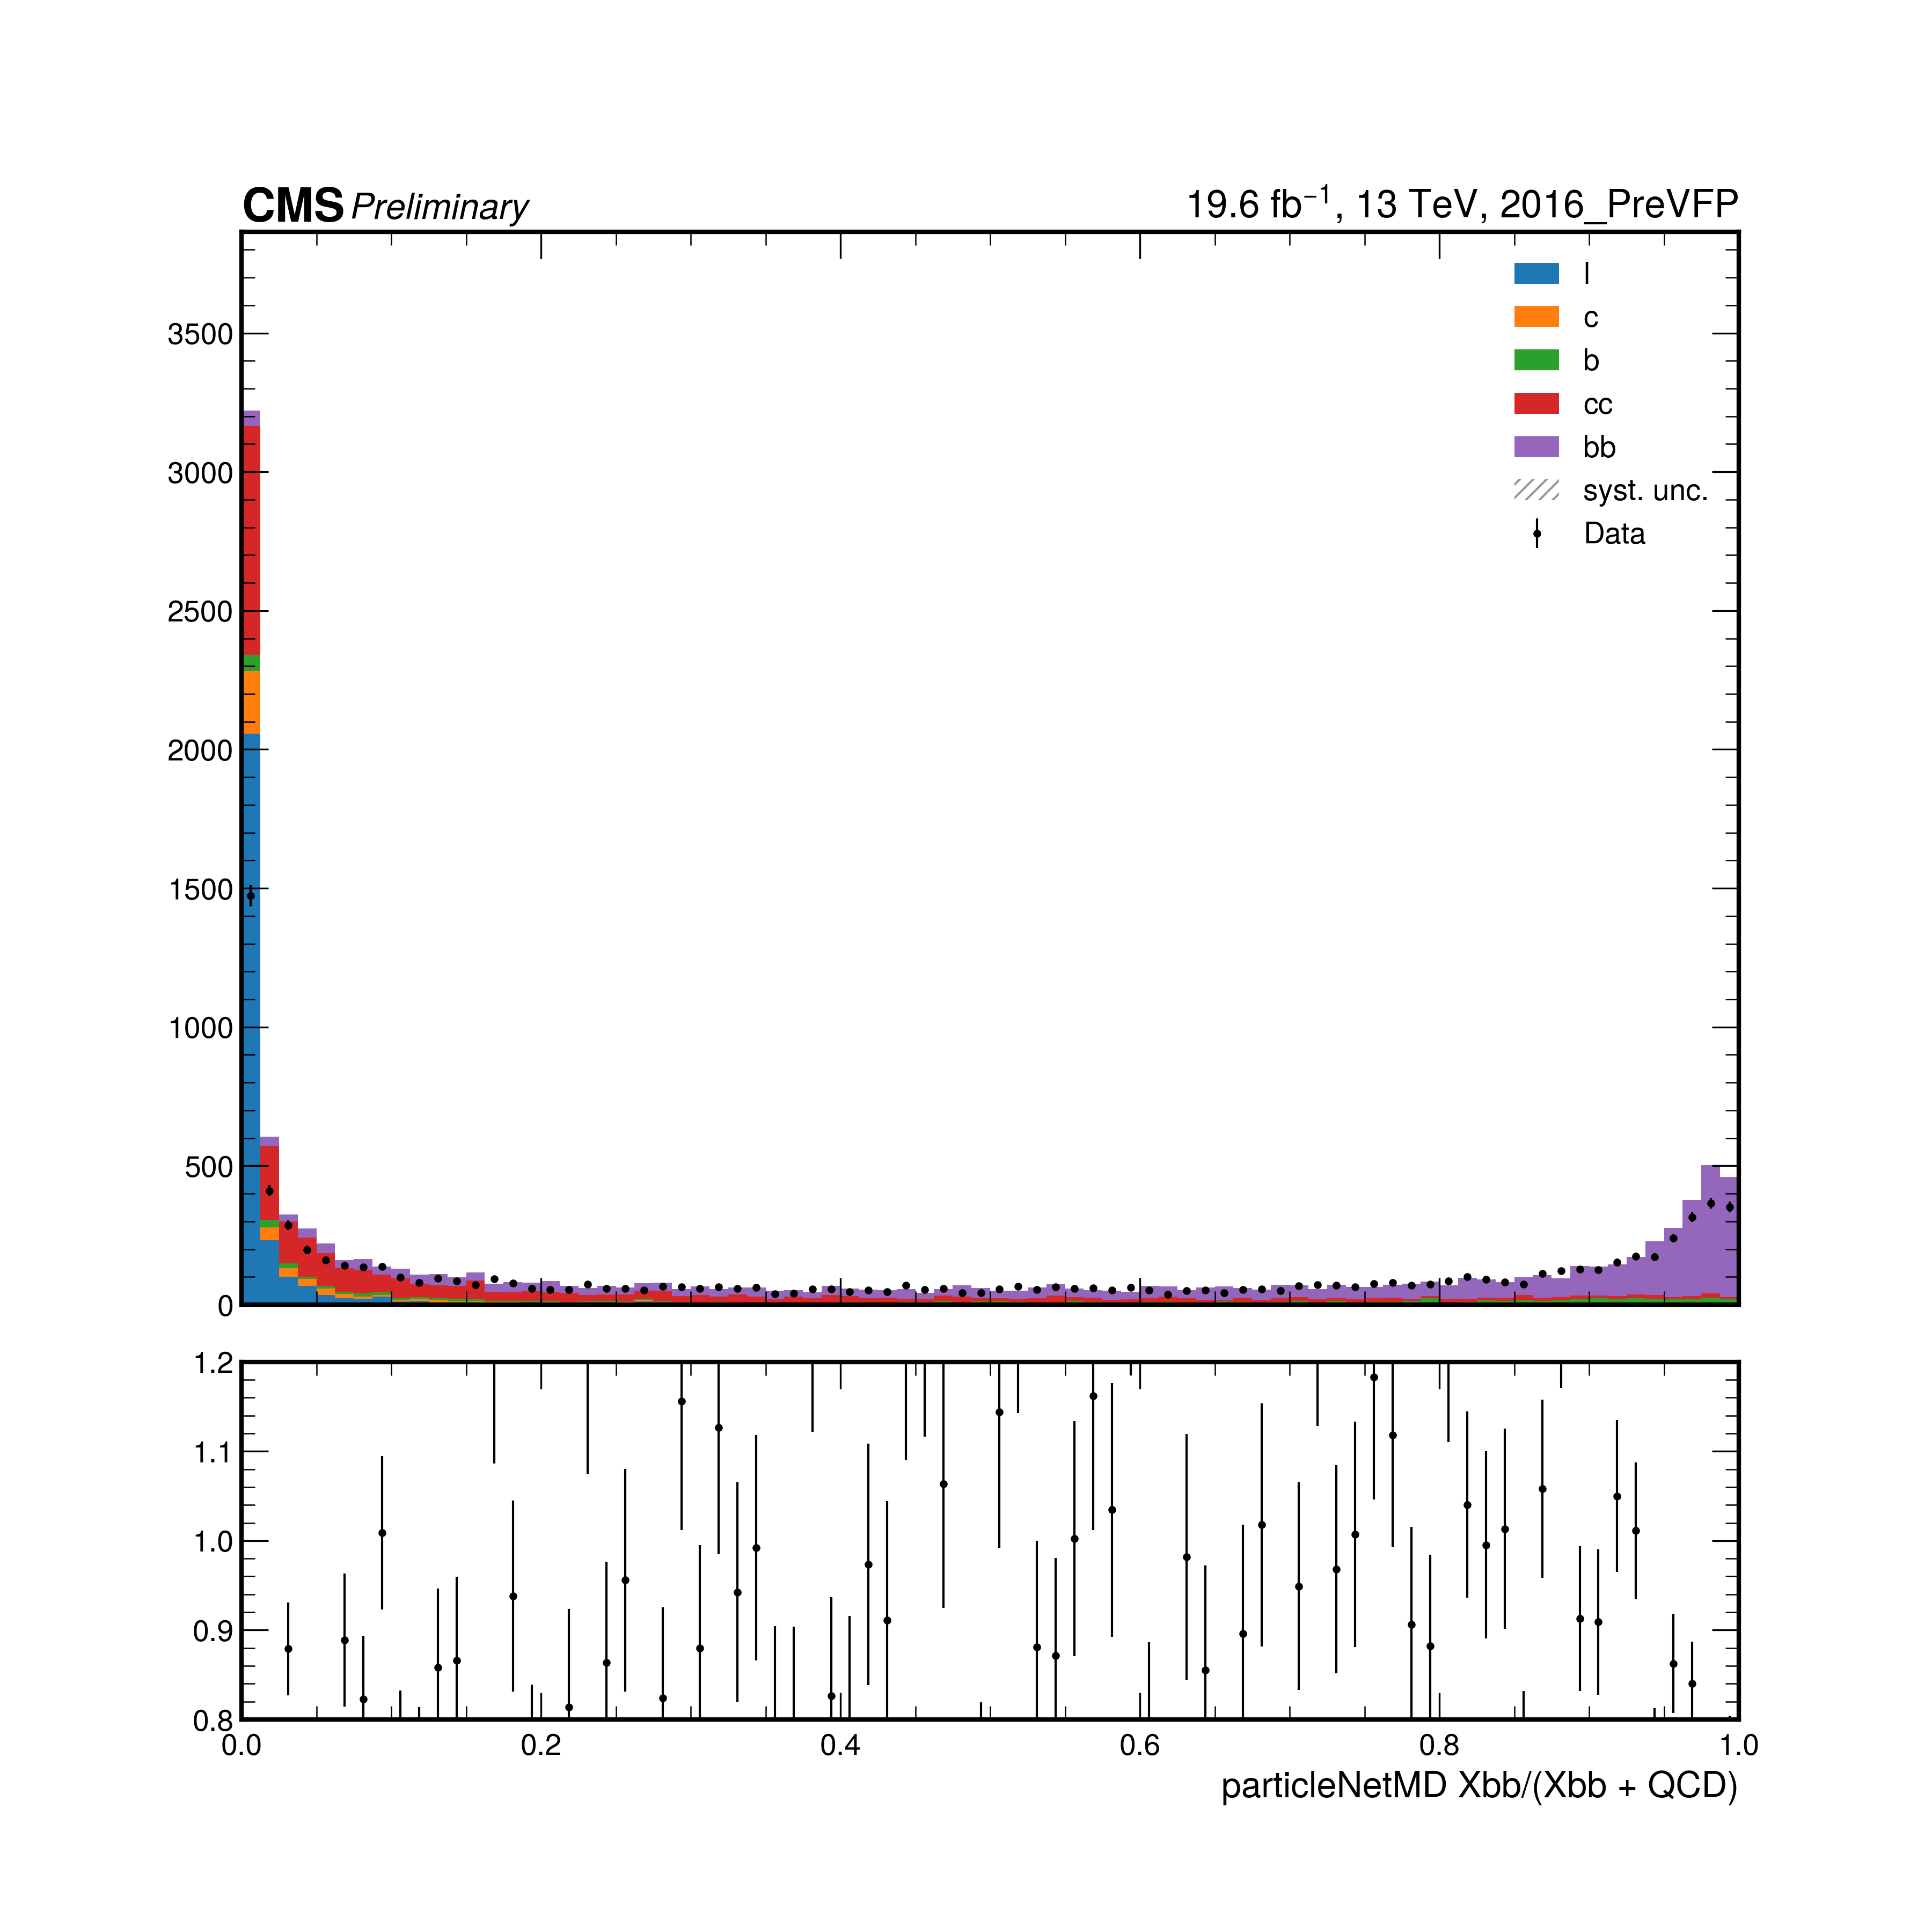 CMS Preliminary
19.6 fb⁻¹, 13 TeV, 2016_PreVFP
l
c
b
cc
bb
syst. unc.
Data
3500
3000
2500
2000
1500
1000
500
0
1.2
1.1
1.0
0.9
0.8
0.0 0.2 0.4 0.6 0.8 1.0
particleNetMD Xbb/(Xbb + QCD)